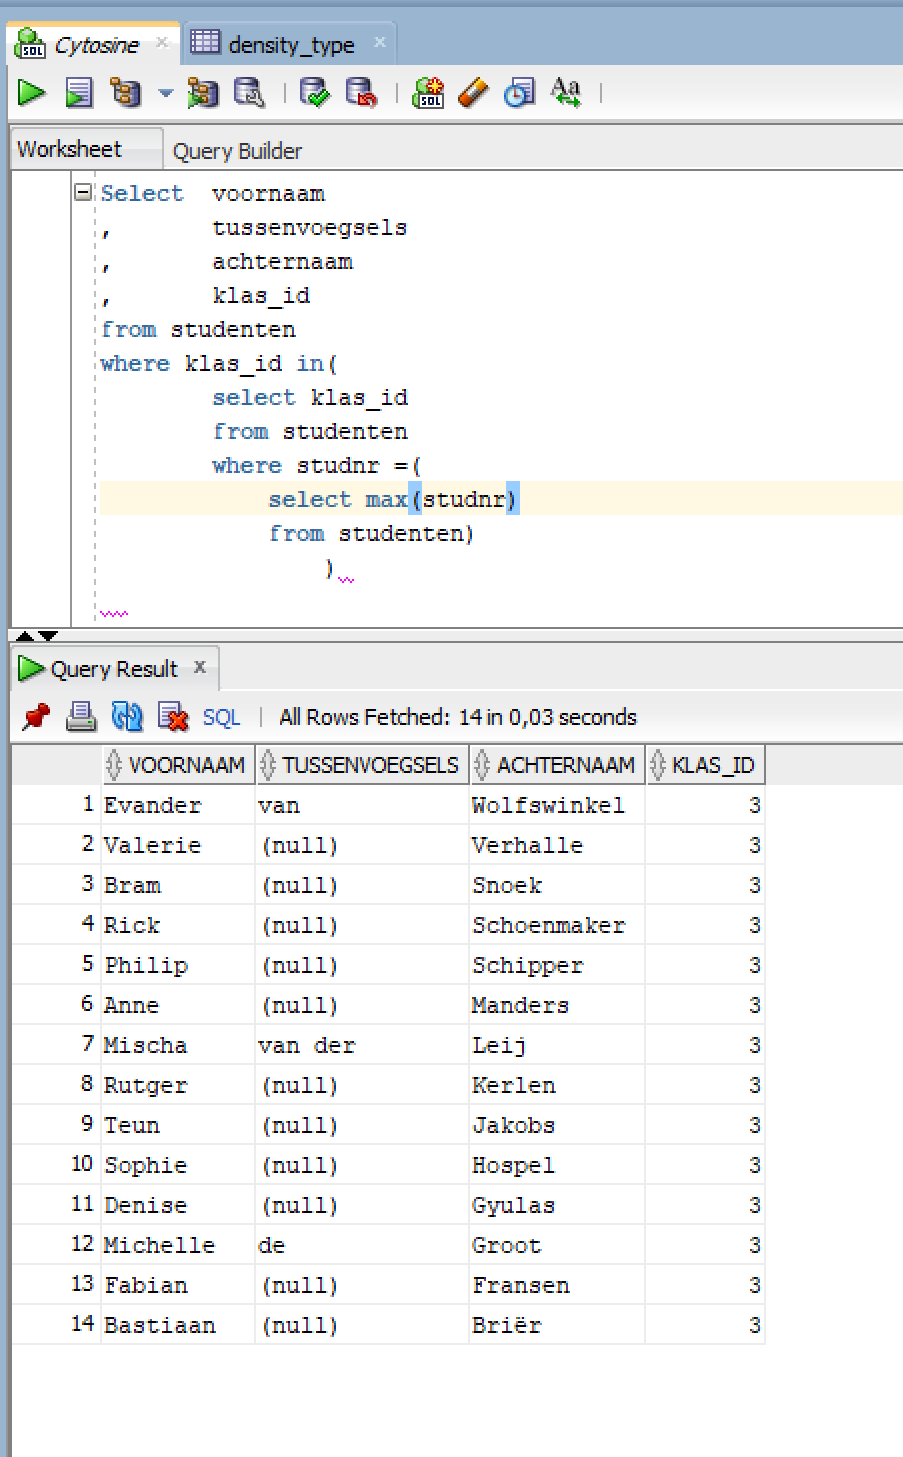 Cytosine density_type
Worksheet Query Builder
Select voornaam
, tussenvoegsels
, achternaam
, klas_id
from studenten
where klas_id in(
select klas_id
from studenten
where studnr =(
select max(studnr)
from studenten)
)
Query Result x
SQL | All Rows Fetched: 14 in 0,03 seconds
VOORNAAM TUSSENVOEGSELS ACHTERNAAM KLAS_ID
1 Evander van Wolfswinkel 3
2 Valerie (null) Verhalle 3
3 Bram (null) Snoek 3
4 Rick (null) Schoenmaker 3
5 Philip (null) Schipper 3
6 Anne (null) Manders 3
7 Mischa van der Leij 3
8 Rutger (null) Kerlen 3
9 Teun (null) Jakobs 3
10 Sophie (null) Hospel 3
11 Denise (null) Gyulas 3
12 Michelle de Groot 3
13 Fabian (null) Fransen 3
14 Bastiaan (null) Briër 3